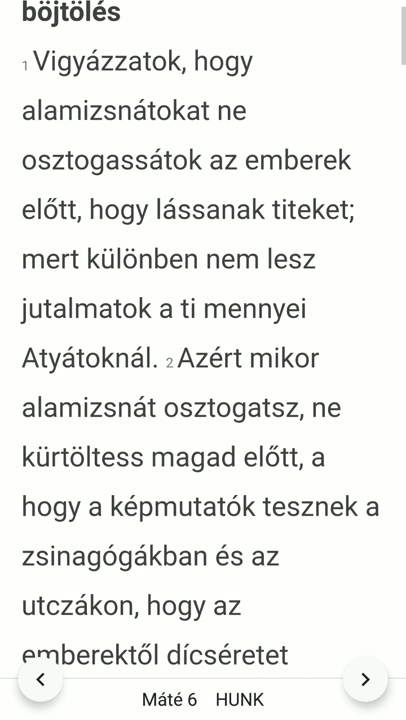 böjtölés
1 Vigyázzatok, hogy
alamizsnátokat ne
osztogassátok az emberek
előtt, hogy lássanak titeket;
mert különben nem lesz
jutalmatok a ti mennyei
Atyátoknál. 2 Azért mikor
alamizsnát osztogatsz, ne
kürtöltess magad előtt, a
hogy a képmutatók tesznek a
zsinagógákban és az
utczákon, hogy az
emberektől dícséretet
Máté 6 HUNK